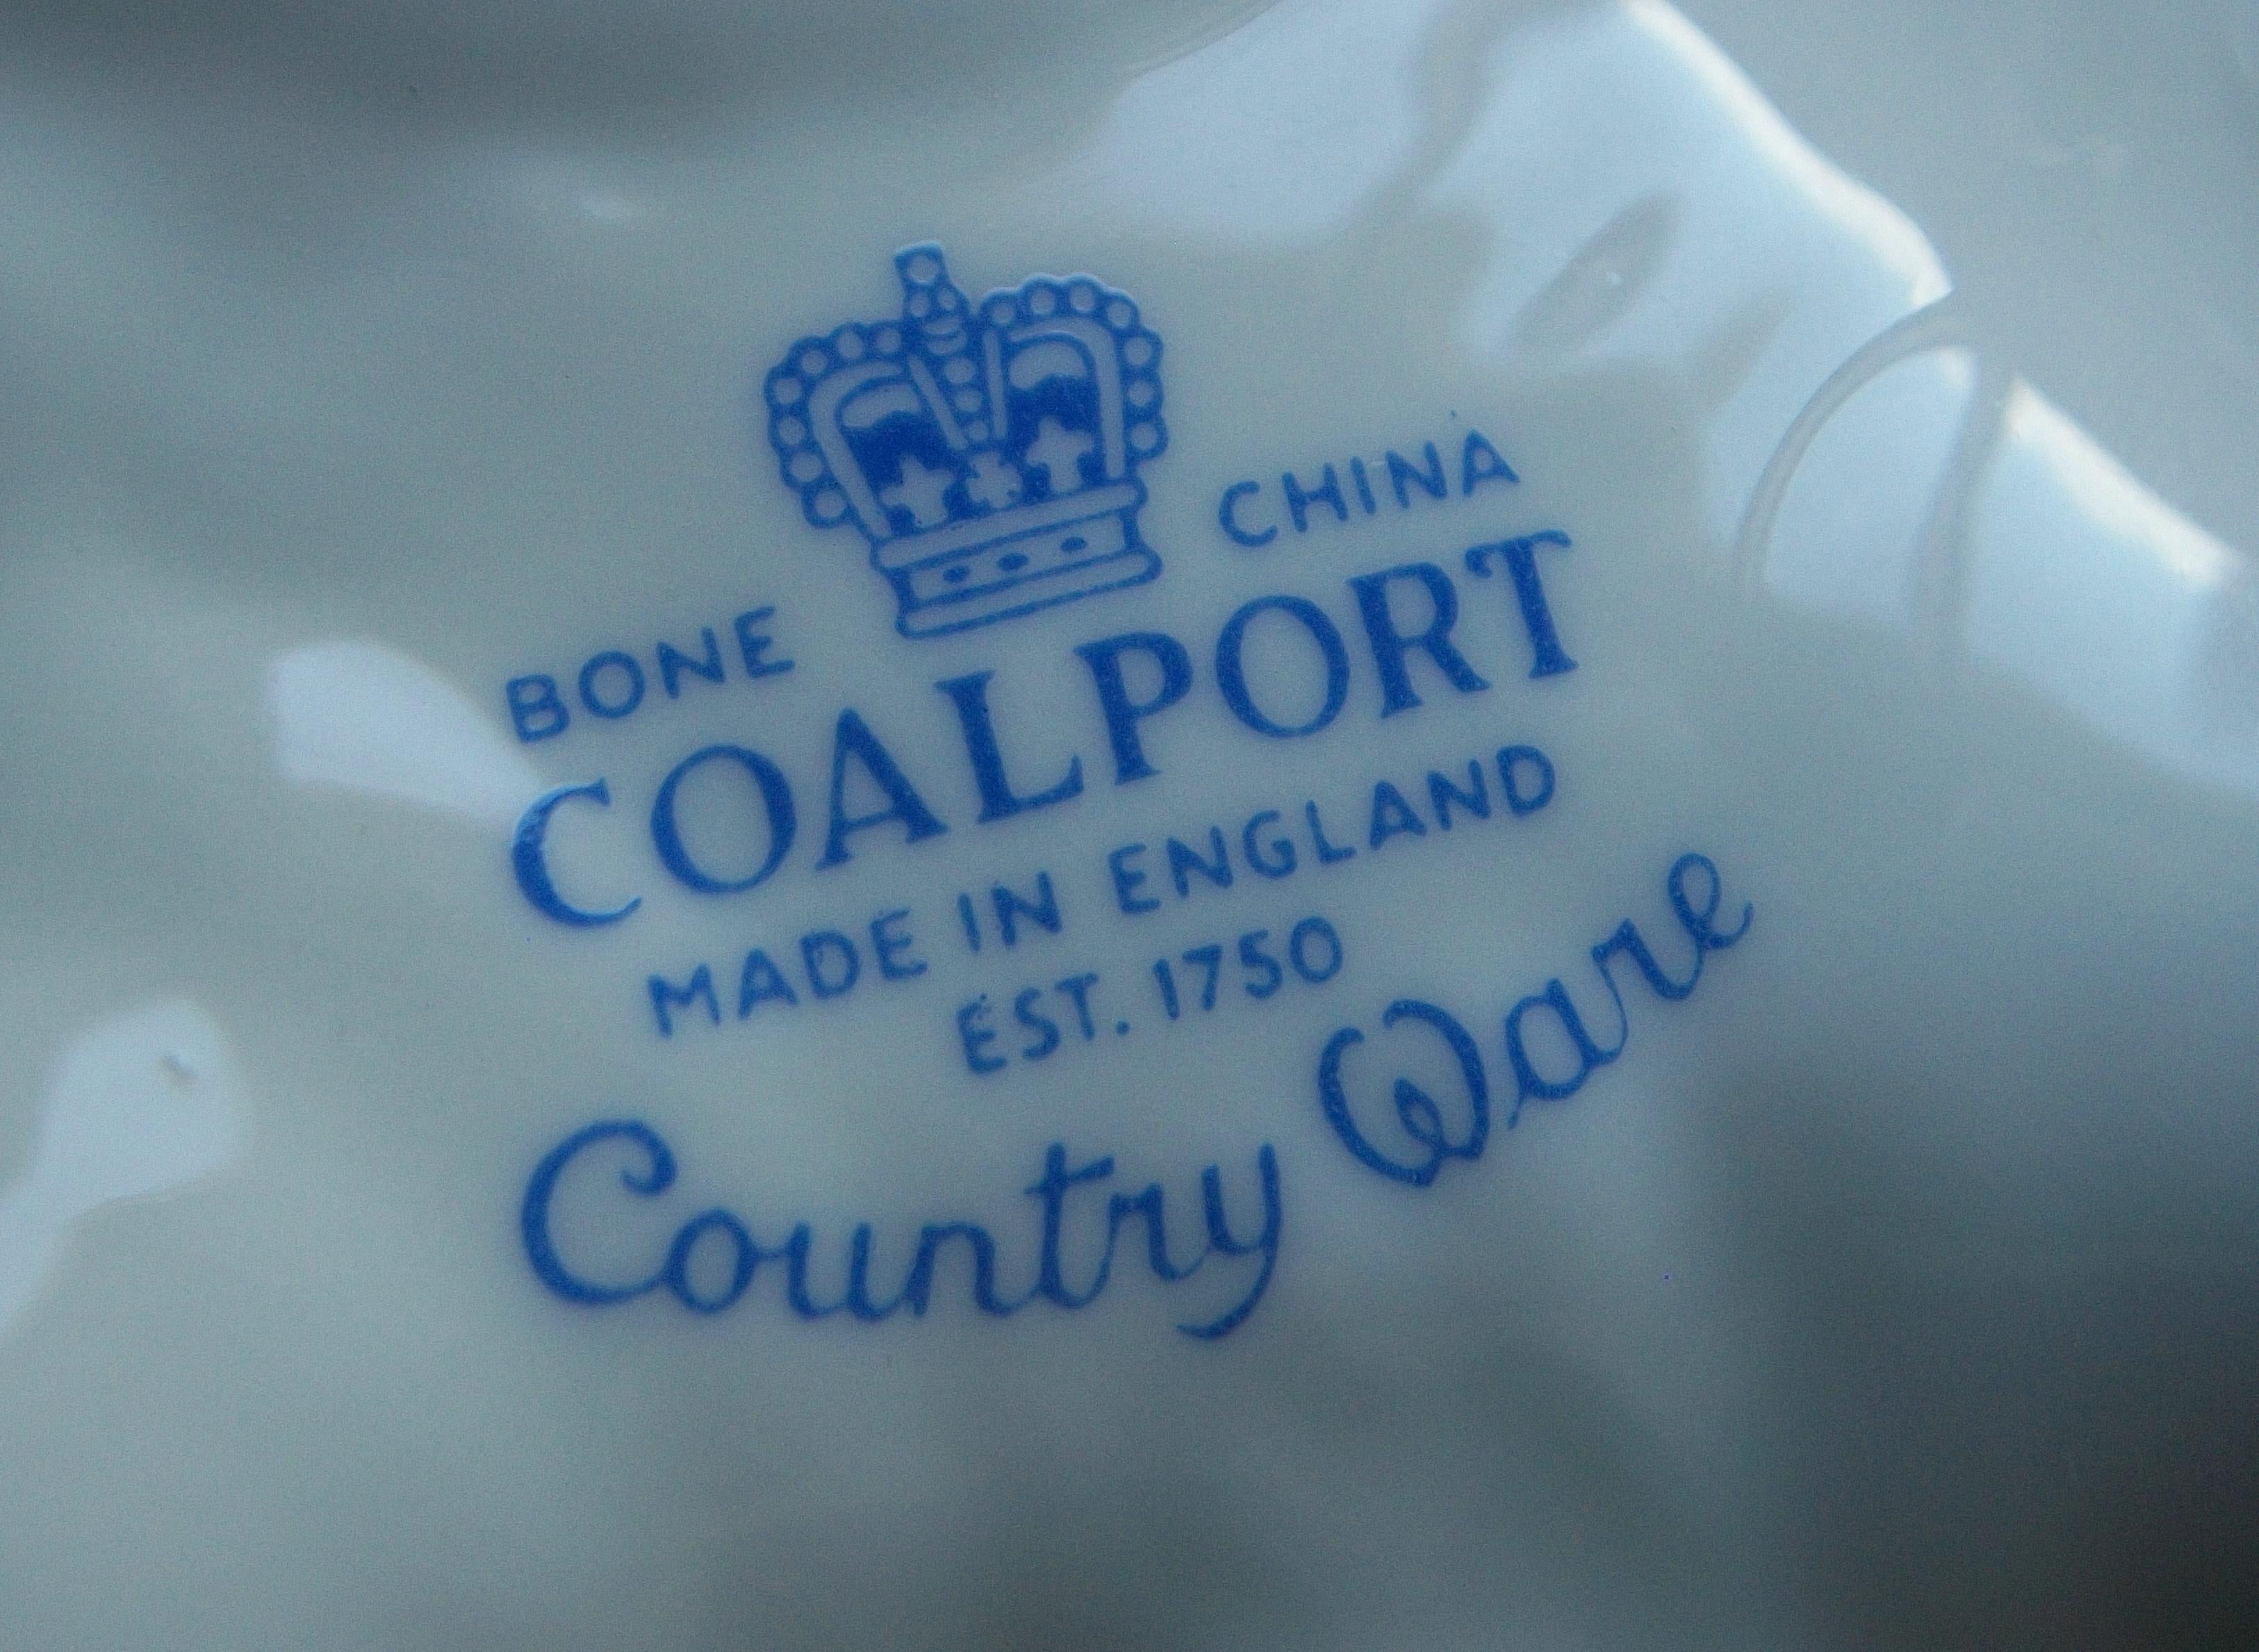 BONE CHINA
COALPORT
MADE IN ENGLAND
EST. 1750
Country Ware